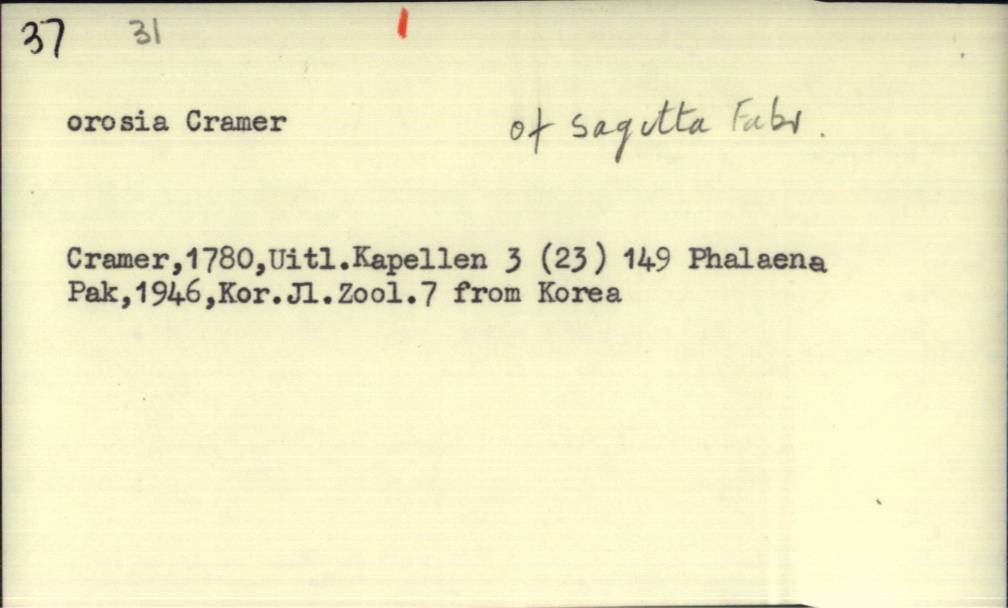 37 31 1
orosia Cramer of sagitta Fabr.
Cramer,1780,Uitl.Kapellen 3 (23) 149 Phalaena
Pak,1946,Kor.Jl.Zool.7 from Korea